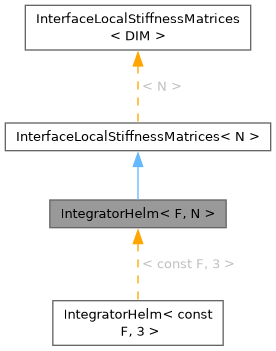 InterfaceLocalStiffnessMatrices
< DIM >
< N >
InterfaceLocalStiffnessMatrices< N >
IntegratorHelm< F, N >
< const F, 3 >
IntegratorHelm< const
F, 3 >